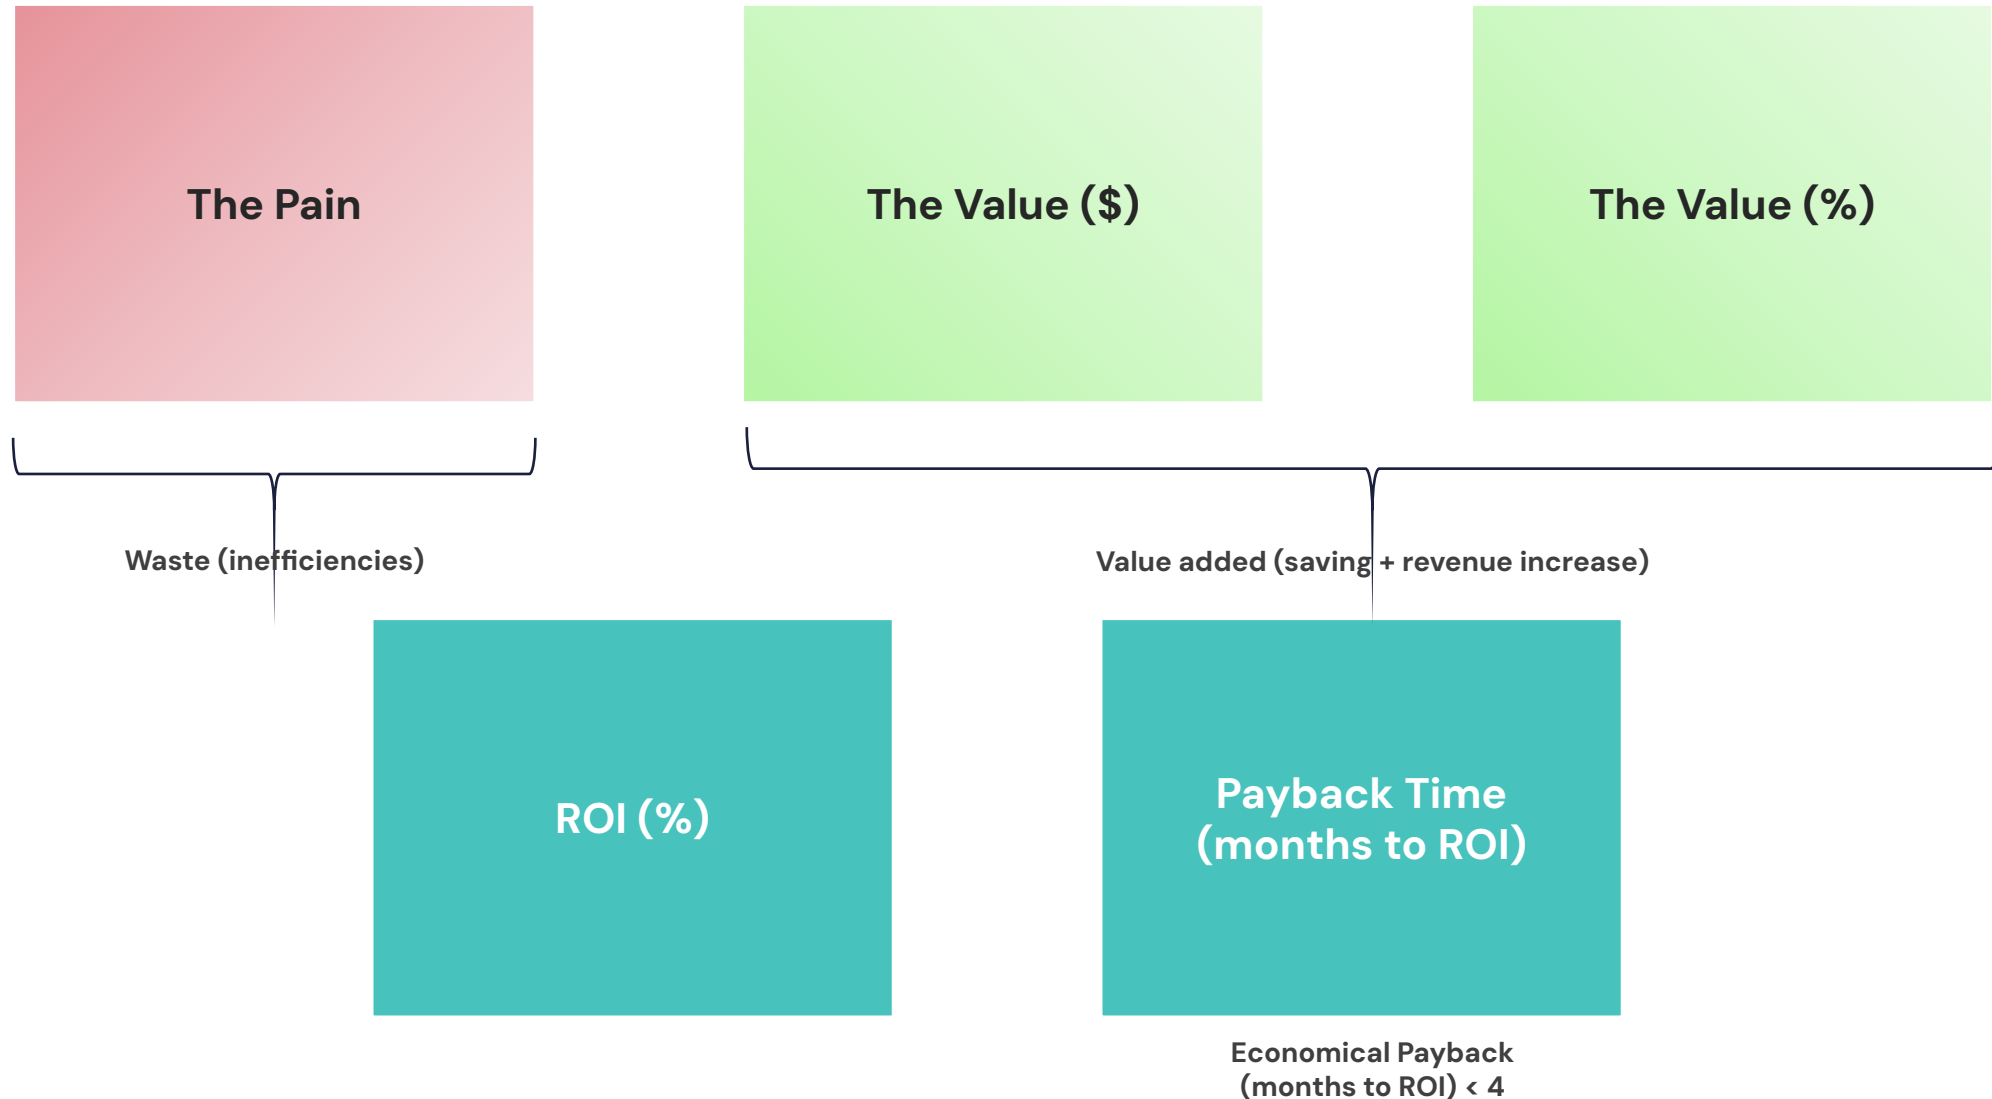 The Pain
The Value ($)
The Value (%)
Waste (inefficiencies)
Value added (saving + revenue increase)
ROI (%)
Payback Time
(months to ROI)
Economical Payback
(months to ROI) < 4